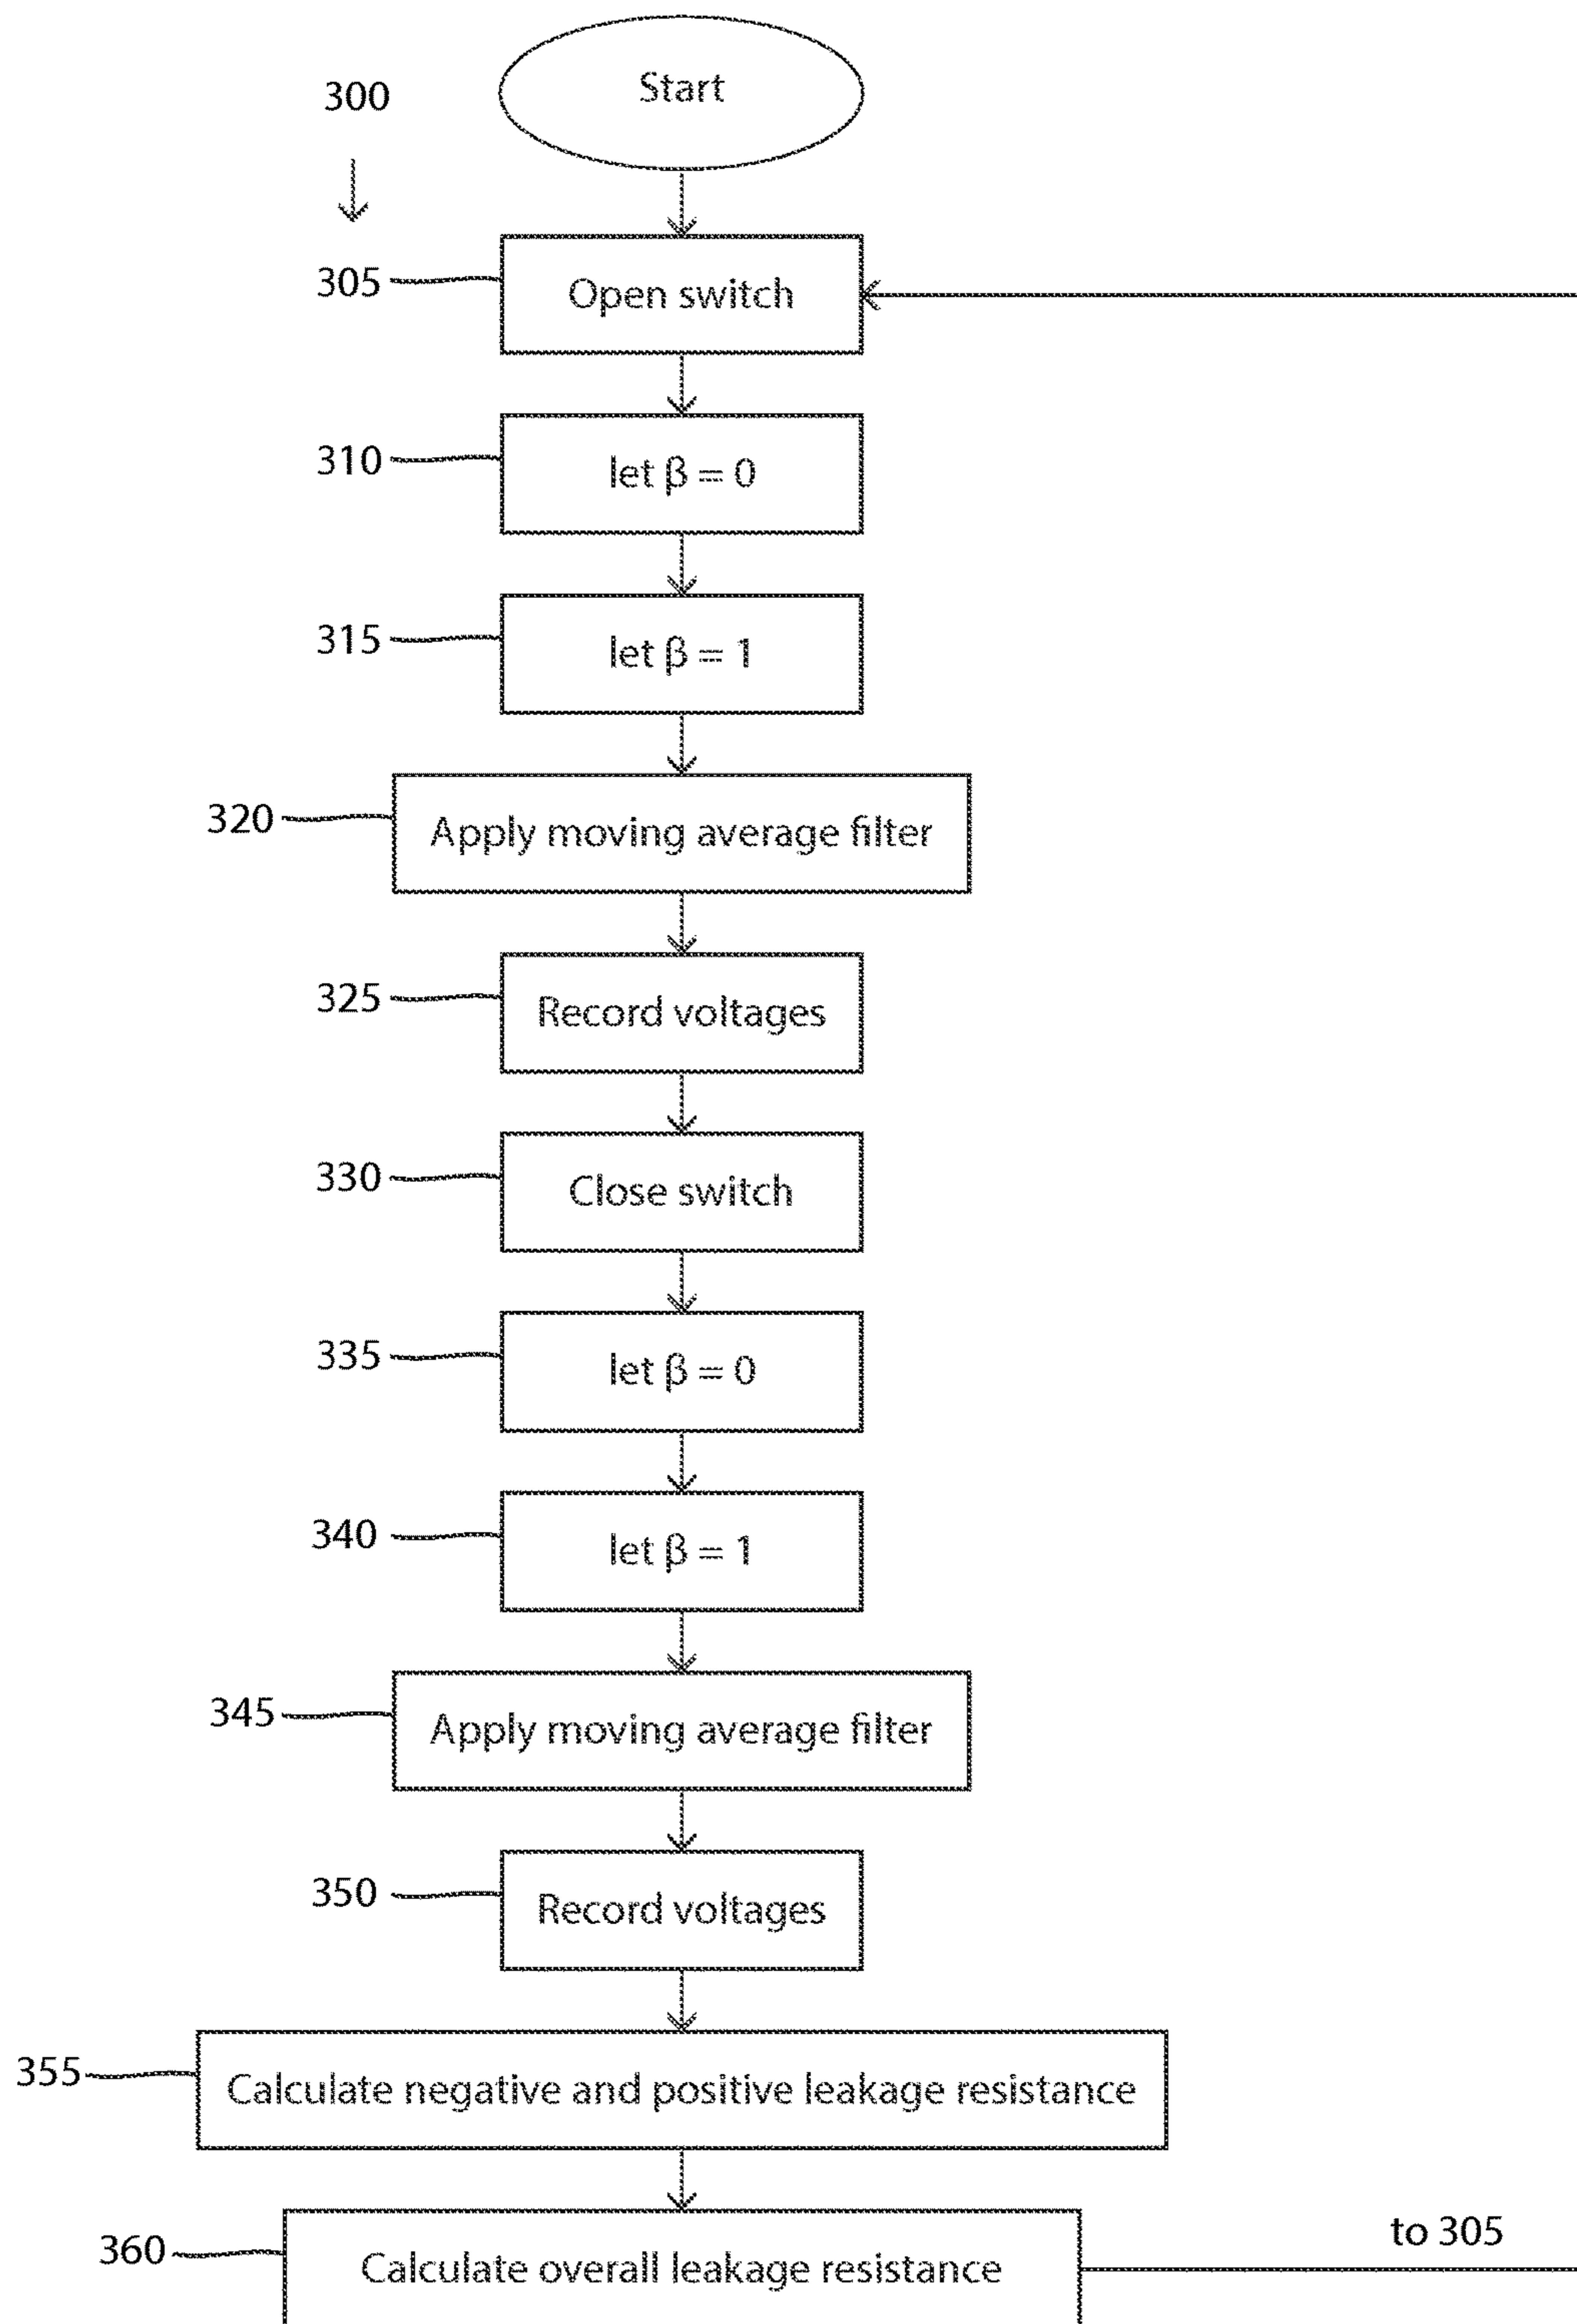 Start
300
305
Open switch
310
let β = 0
315
let β = 1
320
Apply moving average filter
325
Record voltages
330
Close switch
335
let β = 0
340
let β = 1
345
Apply moving average filter
350
Record voltages
355
Calculate negative and positive leakage resistance
360
Calculate overall leakage resistance
to 305